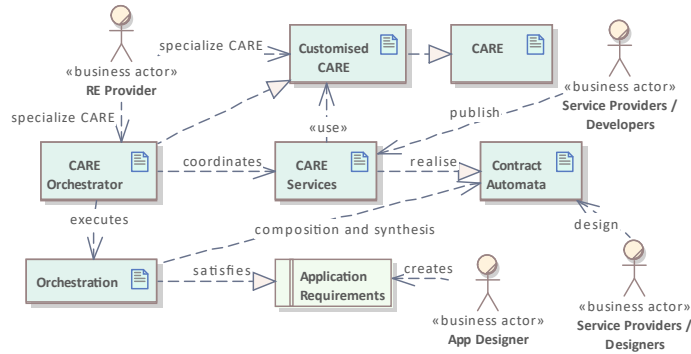 specialize CARE
Customised
CARE
CARE
«business actor»
RE Provider
«business actor»
Service Providers /
Developers
specialize CARE
«use»
publish
CARE
Orchestrator
coordinates
CARE
Services
realise
Contract
Automata
executes
composition and synthesis
design
Orchestration
satisfies
Application
Requirements
creates
«business actor»
App Designer
«business actor»
Service Providers /
Designers